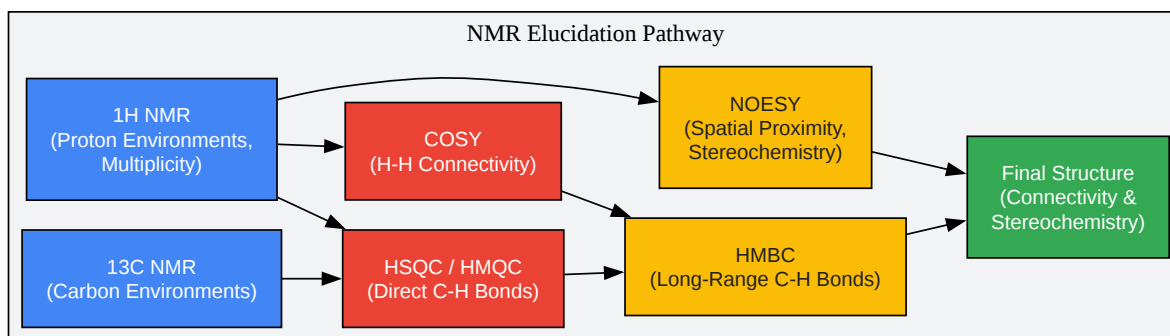 NMR Elucidation Pathway
1H NMR
(Proton Environments,
Multiplicity)
COSY
(H-H Connectivity)
NOESY
(Spatial Proximity,
Stereochemistry)
Final Structure
(Connectivity &
Stereochemistry)
13C NMR
(Carbon Environments)
HSQC / HMQC
(Direct C-H Bonds)
HMBC
(Long-Range C-H Bonds)